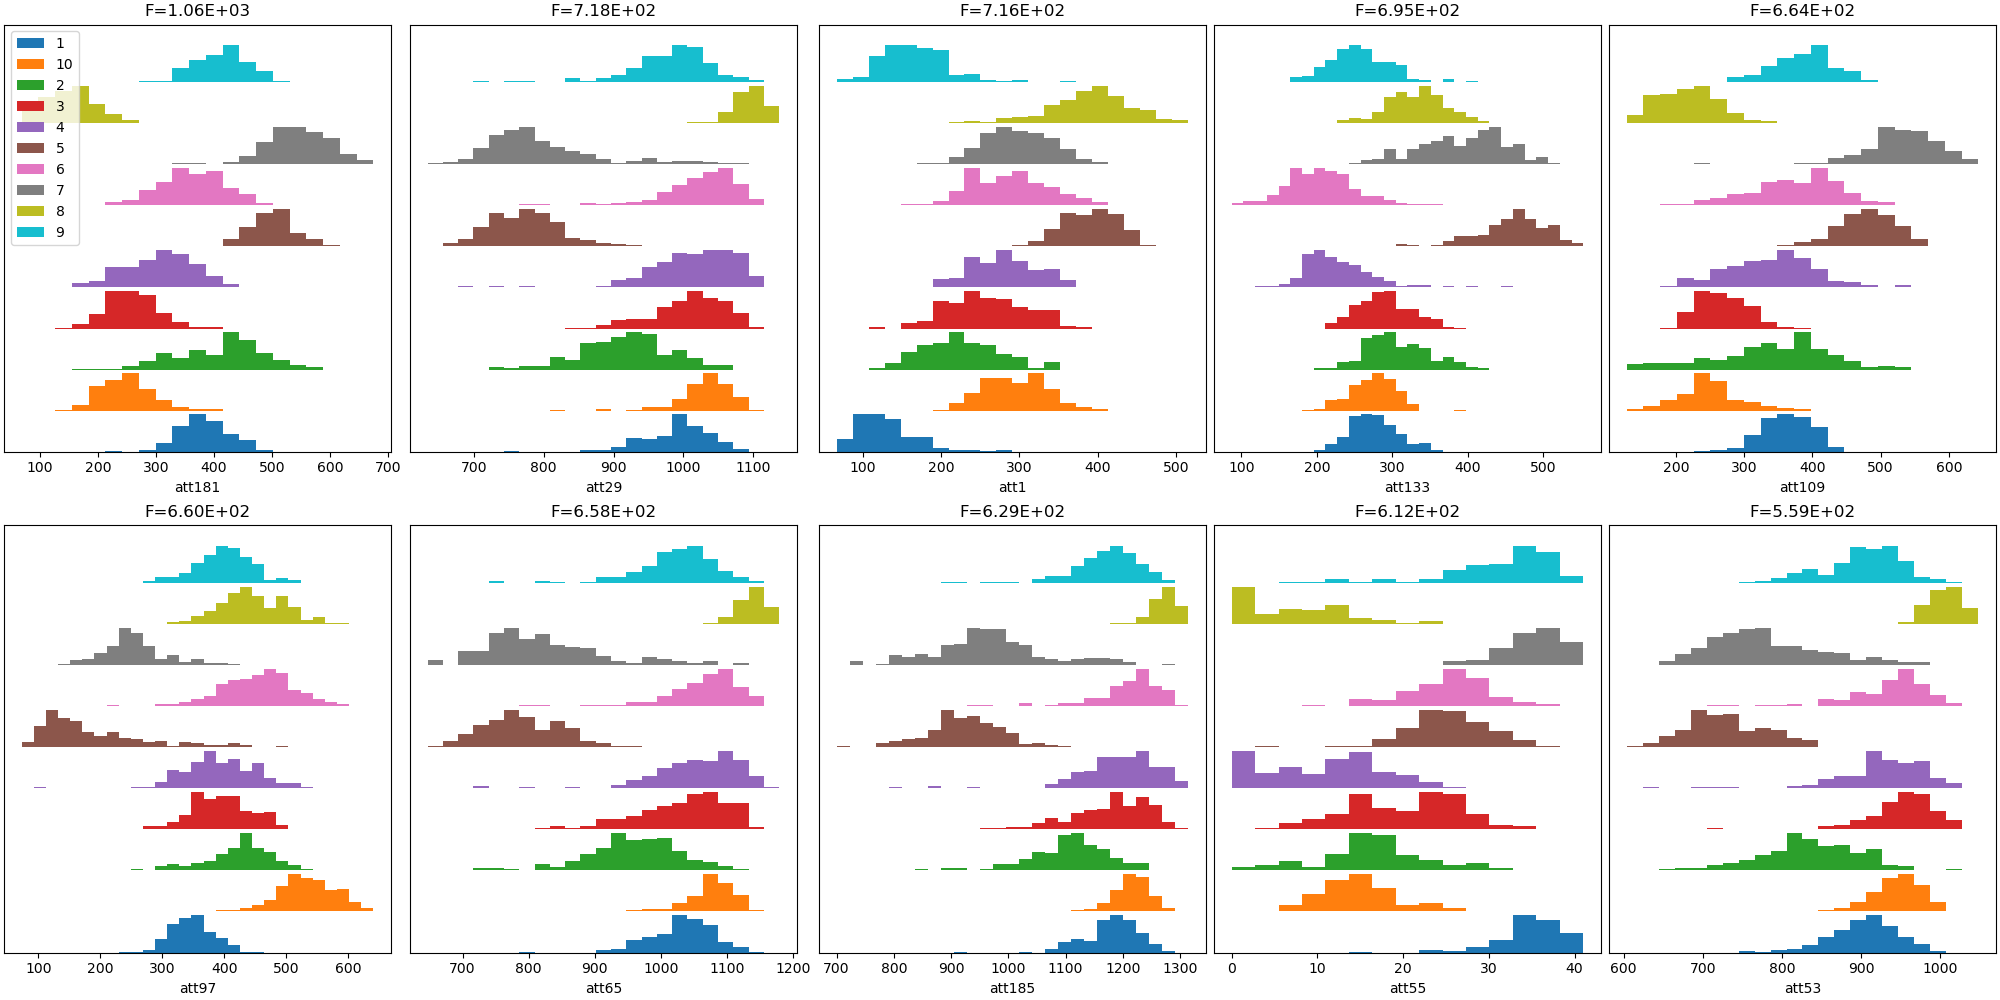 F=1.06E+03
F=7.18E+02
F=7.16E+02
F=6.95E+02
F=6.64E+02
1
10
2
3
4
5
6
7
8
9
100 200 300 400 500 600 700
700 800 900 1000 1100
100 200 300 400 500
100 200 300 400 500
200 300 400 500 600
att181
att29
att1
att133
att109
F=6.60E+02
F=6.58E+02
F=6.29E+02
F=6.12E+02
F=5.59E+02
100 200 300 400 500 600
700 800 900 1000 1100 1200
700 800 900 1000 1100 1200 1300
0 10 20 30 40
600 700 800 900 1000
att97
att65
att185
att55
att53